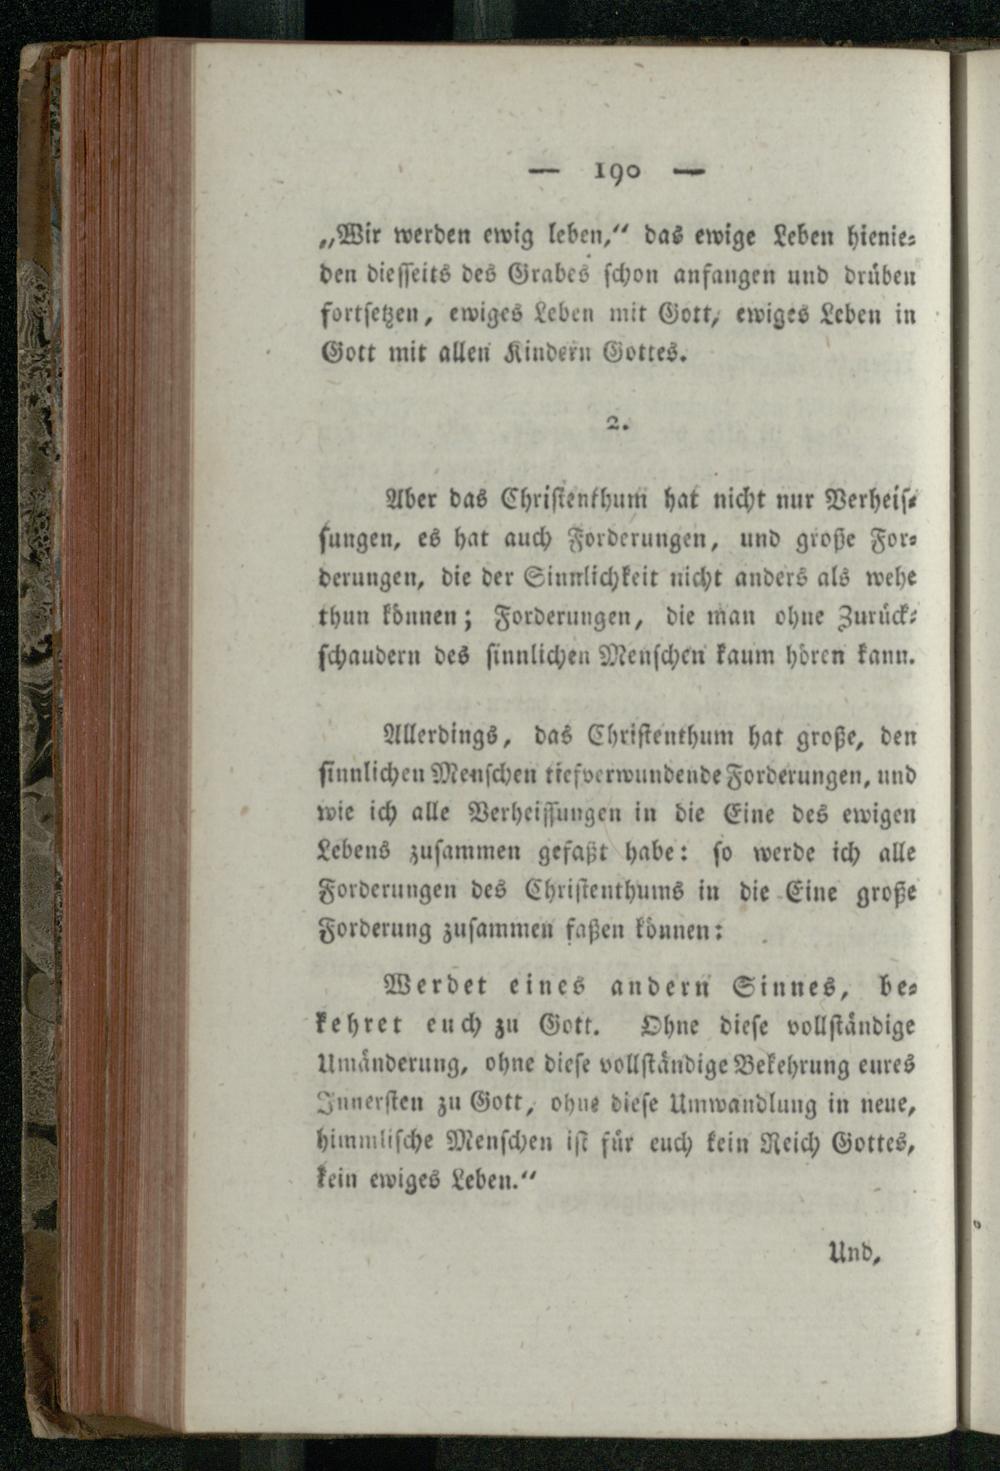 — 190 —
„Wir werden ewig leben,“ das ewige Leben hienie⸗
den diesseits des Grabes schon anfangen und drüben
fortsetzen, ewiges Leben mit Gott, ewiges Leben in
Gott mit allen Kindern Gottes.
2.
Aber das Christenthum hat nicht nur Verheis⸗
sungen, es hat auch Forderungen, und große For⸗
derungen, die der Sinnlichkeit nicht anders als wehe
thun können; Forderungen, die man ohne Zurück⸗
schaudern des sinnlichen Menschen kaum hören kann.
Allerdings, das Christenthum hat große, den
sinnlichen Menschen tiefverwundende Forderungen, und
wie ich alle Verheissungen in die Eine des ewigen
Lebens zusammen gefaßt habe: so werde ich alle
Forderungen des Christenthums in die Eine große
Forderung zusammen faßen können:
Werdet eines andern Sinnes, be⸗
kehret euch zu Gott. Ohne diese vollständige
Umänderung, ohne diese vollständige Bekehrung eures
Innersten zu Gott, ohne diese Umwandlung in neue,
himmlische Menschen ist für euch kein Reich Gottes,
kein ewiges Leben.“
Und,